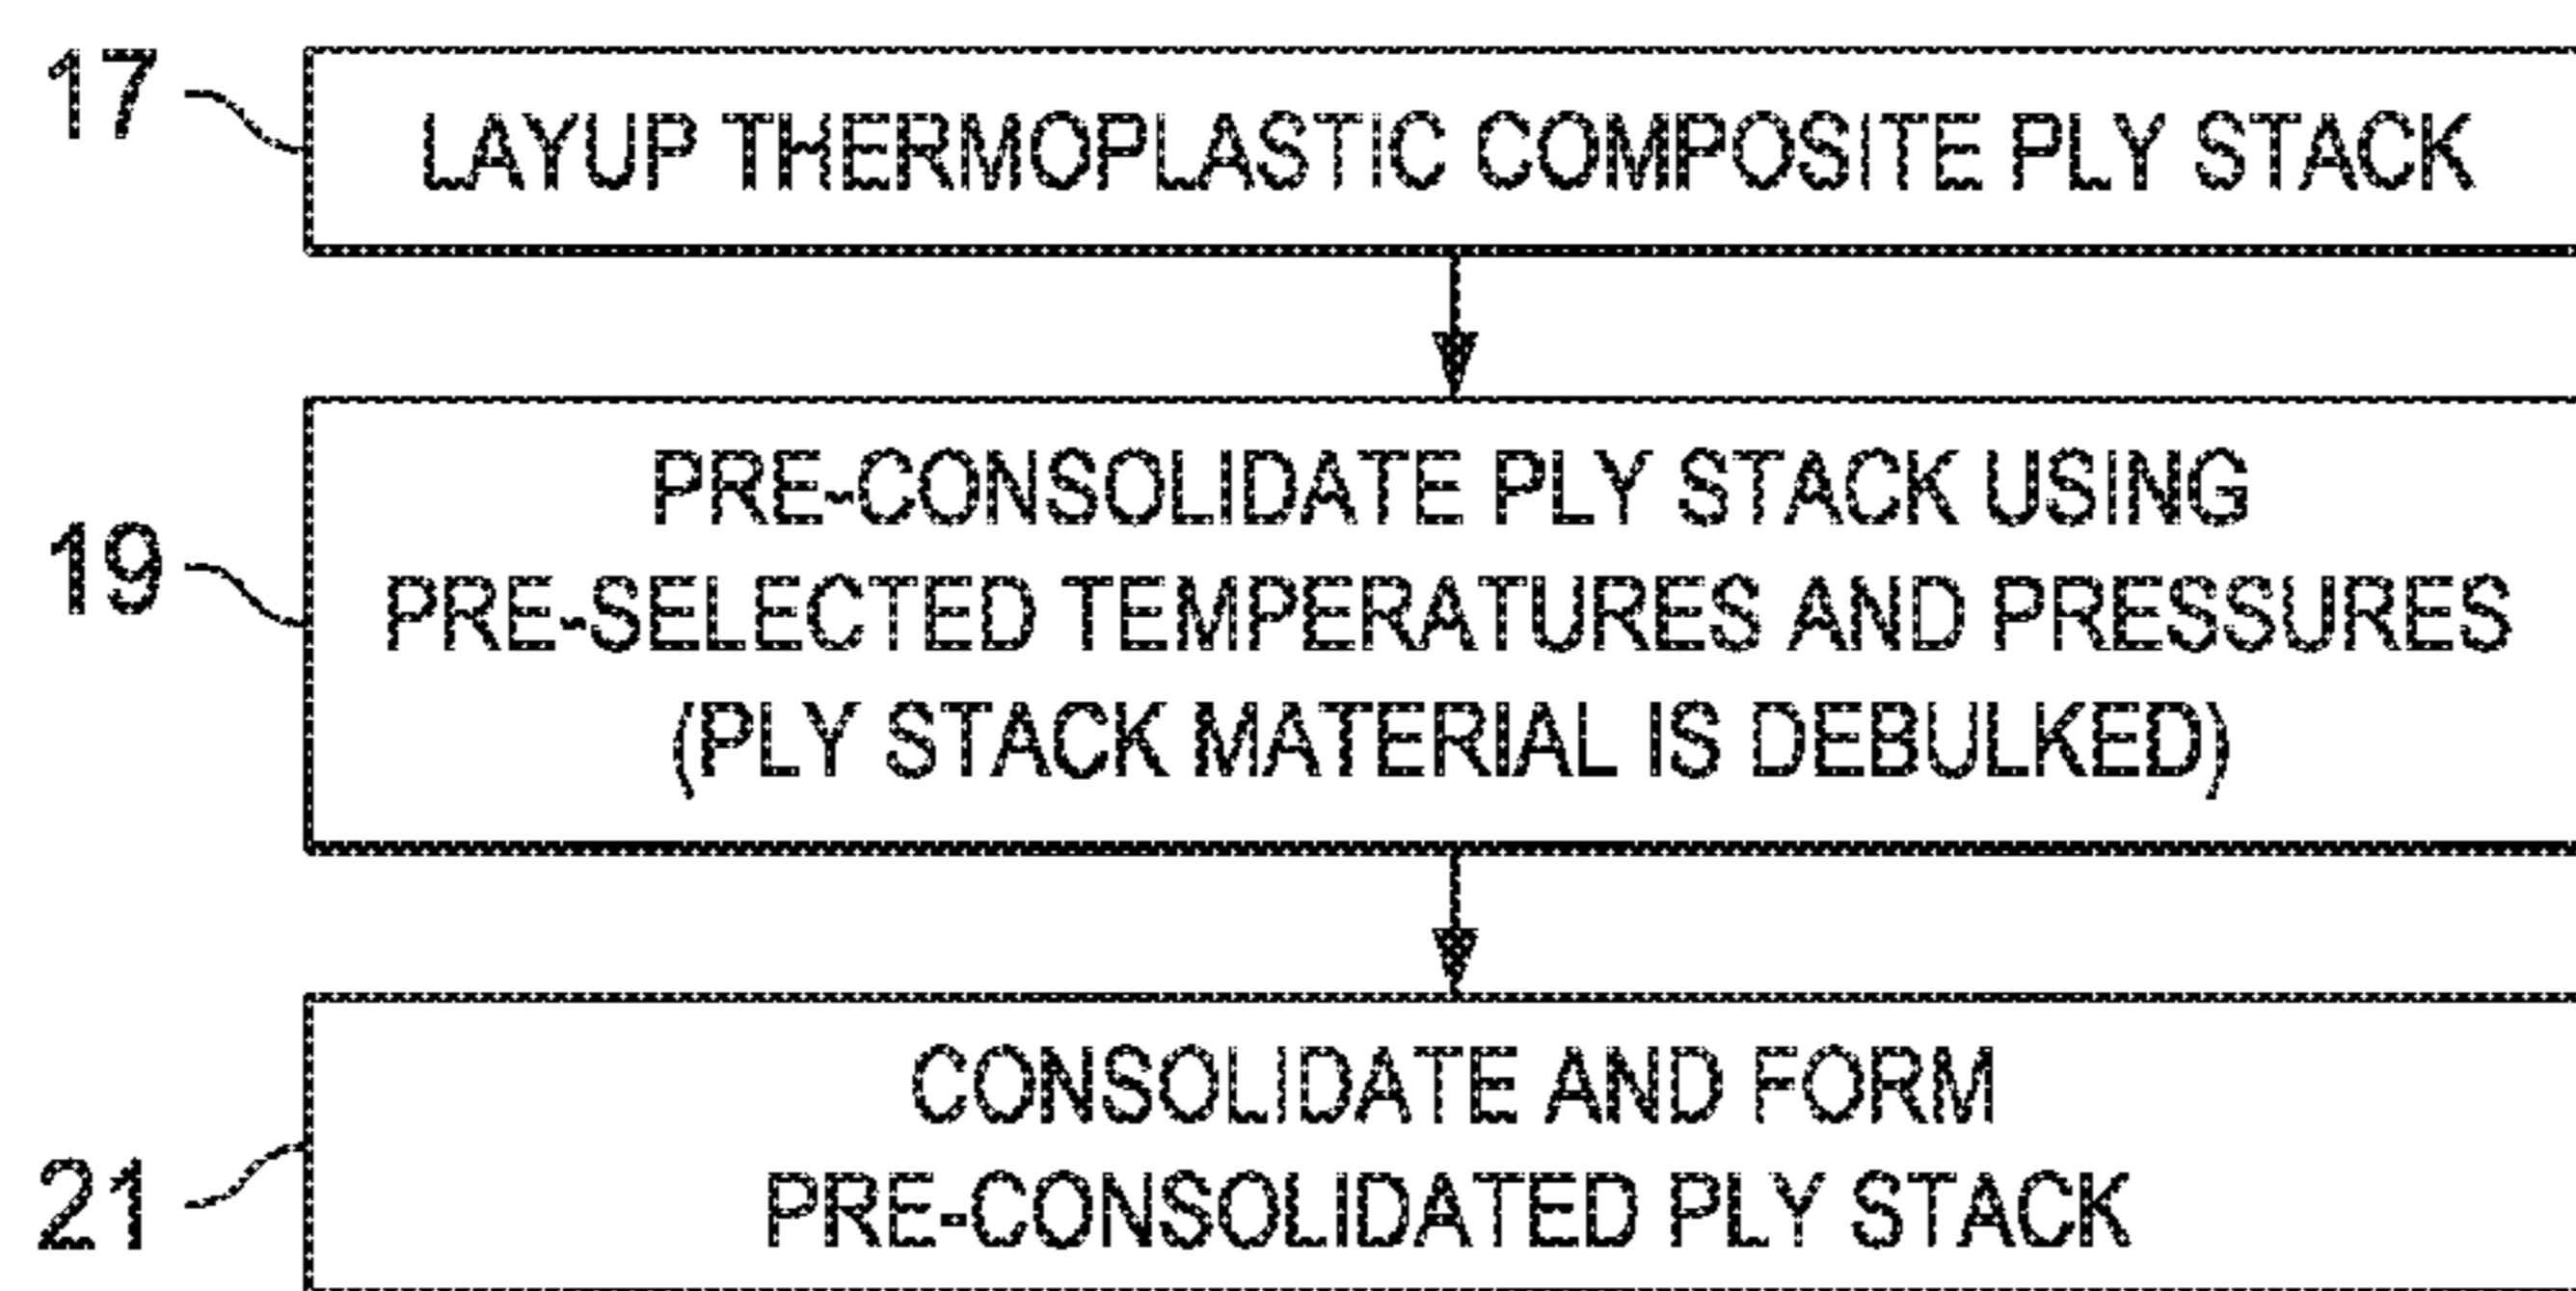 17
LAYUP THERMOPLASTIC COMPOSITE PLY STACK
19
PRE-CONSOLIDATE PLY STACK USING
PRE-SELECTED TEMPERATURES AND PRESSURES
(PLY STACK MATERIAL IS DEBULKED)
21
CONSOLIDATE AND FORM
PRE-CONSOLIDATED PLY STACK